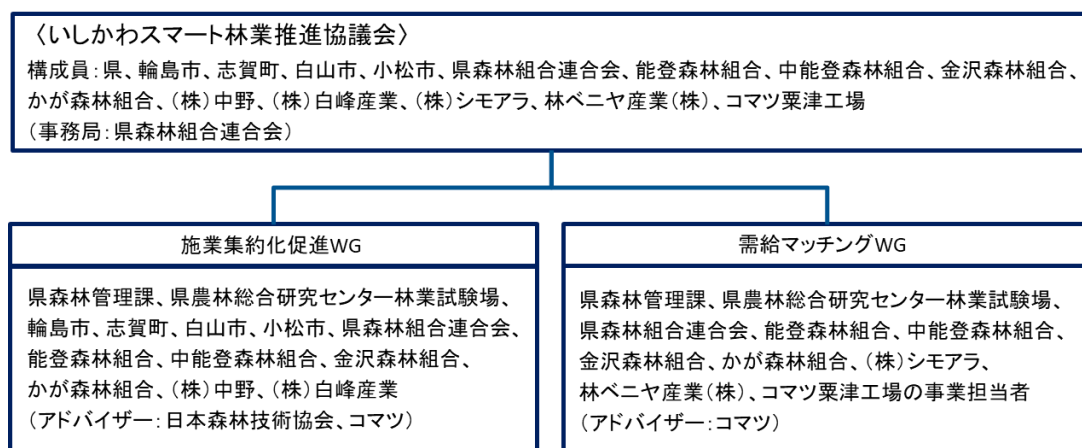 〈いしかわスマート林業推進協議会〉
構成員：県、輪島市、志賀町、白山市、小松市、県森林組合連合会、能登森林組合、中能登森林組合、金沢森林組合、
かが森林組合、（株）中野、（株）白峰産業、（株）シモアラ、林ベニヤ産業（株）、コマツ粟津工場
（事務局：県森林組合連合会）
施業集約化促進WG
県森林管理課、県農林総合研究センター林業試験場、
輪島市、志賀町、白山市、小松市、県森林組合連合会、
能登森林組合、中能登森林組合、金沢森林組合、
かが森林組合、（株）中野、（株）白峰産業
（アドバイザー：日本森林技術協会、コマツ）
需給マッチングWG
県森林管理課、県農林総合研究センター林業試験場、
県森林組合連合会、能登森林組合、中能登森林組合、
金沢森林組合、かが森林組合、（株）シモアラ、
林ベニヤ産業（株）、コマツ粟津工場の事業担当者
（アドバイザー：コマツ）